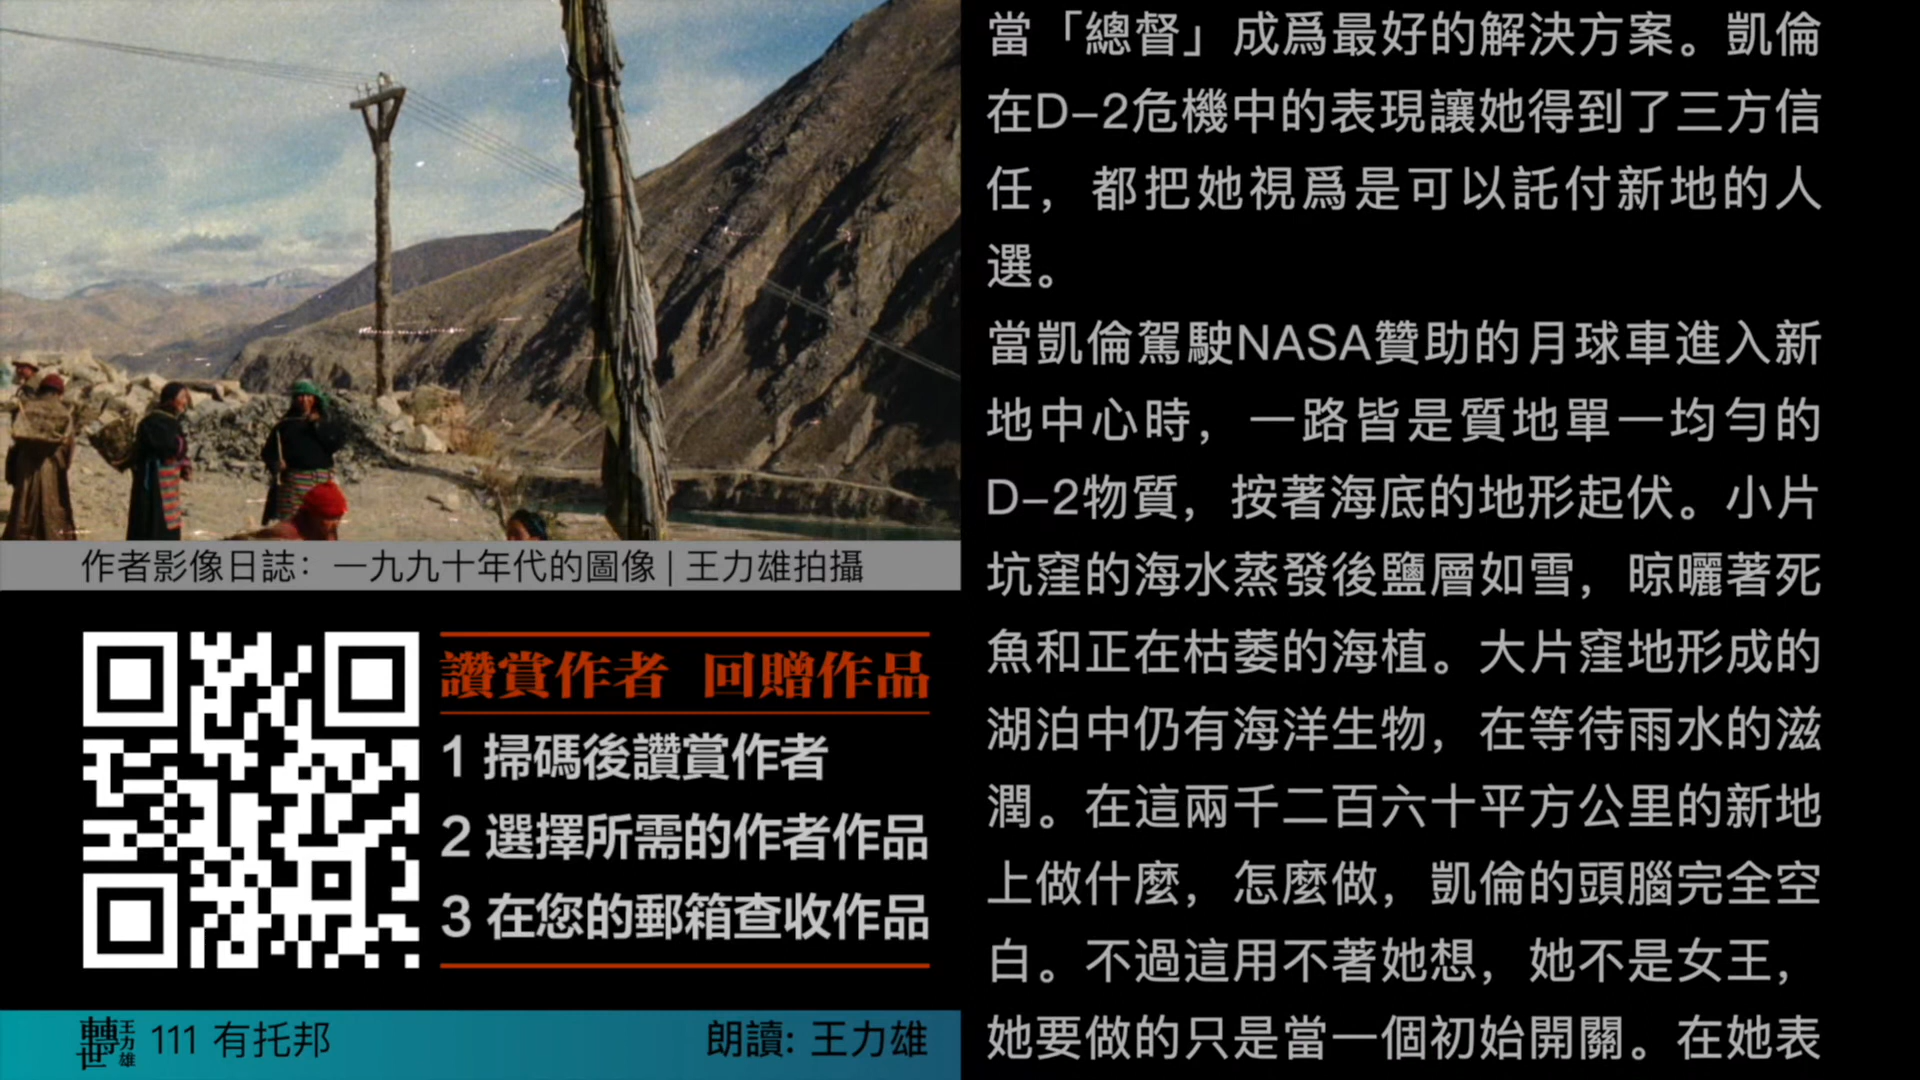 作者影像日誌：一九九十年代的圖像 | 王力雄拍攝
讚賞作者 回贈作品
1 掃碼後讚賞作者
2 選擇所需的作者作品
3 在您的郵箱查收作品
轉世 王力雄 111 有托邦
朗讀: 王力雄
當「總督」成爲最好的解決方案。凱倫
在D-2危機中的表現讓她得到了三方信
任，都把她視爲是可以託付新地的人
選。
當凱倫駕駛NASA贊助的月球車進入新
地中心時，一路皆是質地單一均勻的
D-2物質，按著海底的地形起伏。小片
坑窪的海水蒸發後鹽層如雪，晾曬著死
魚和正在枯萎的海植。大片窪地形成的
湖泊中仍有海洋生物，在等待雨水的滋
潤。在這兩千二百六十平方公里的新地
上做什麼，怎麼做，凱倫的頭腦完全空
白。不過這用不著她想，她不是女王，
她要做的只是當一個初始開關。在她表